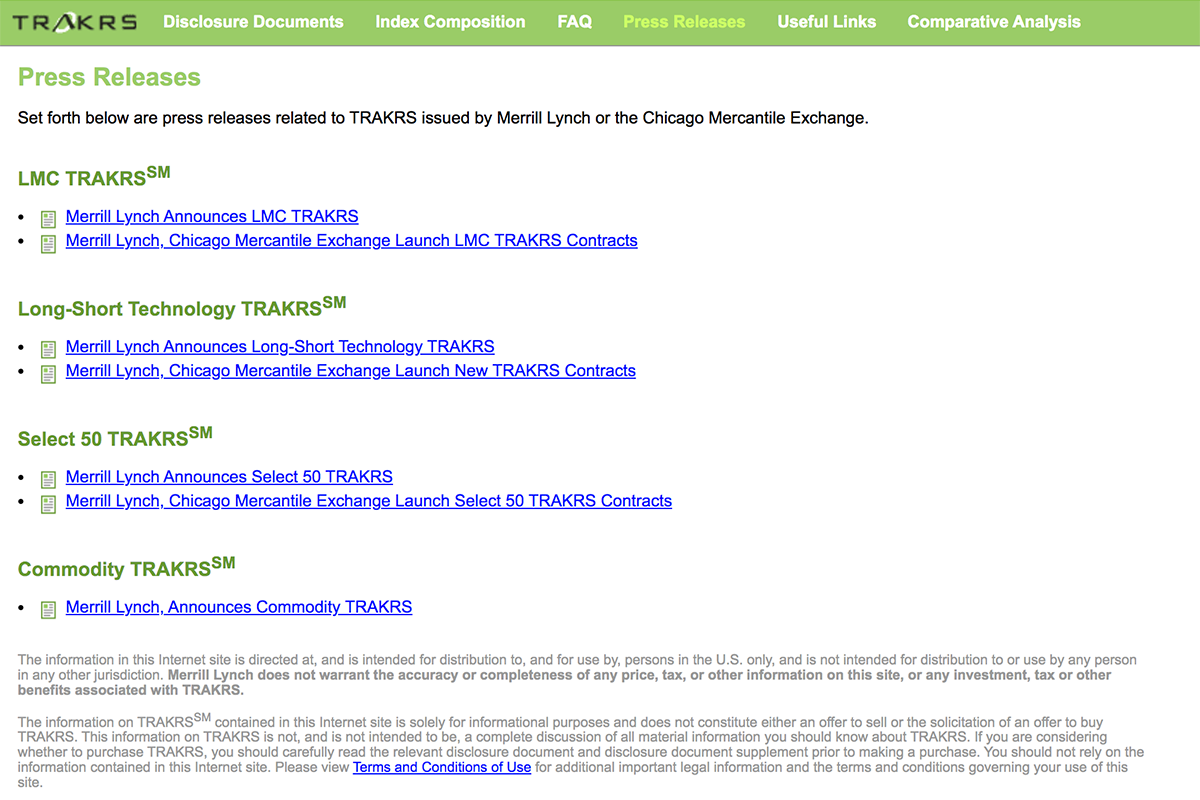 TRAKRS Disclosure Documents Index Composition FAQ Press Releases Useful Links Comparative Analysis
Press Releases
Set forth below are press releases related to TRAKRS issued by Merrill Lynch or the Chicago Mercantile Exchange.
LMC TRAKRSSM
• Merrill Lynch Announces LMC TRAKRS
• Merrill Lynch, Chicago Mercantile Exchange Launch LMC TRAKRS Contracts
Long-Short Technology TRAKRSSM
• Merrill Lynch Announces Long-Short Technology TRAKRS
• Merrill Lynch, Chicago Mercantile Exchange Launch New TRAKRS Contracts
Select 50 TRAKRSSM
• Merrill Lynch Announces Select 50 TRAKRS
• Merrill Lynch, Chicago Mercantile Exchange Launch Select 50 TRAKRS Contracts
Commodity TRAKRSSM
• Merrill Lynch, Announces Commodity TRAKRS
The information in this Internet site is directed at, and is intended for distribution to, and for use by, persons in the U.S. only, and is not intended for distribution to or use by any person
in any other jurisdiction. Merrill Lynch does not warrant the accuracy or completeness of any price, tax, or other information on this site, or any investment, tax or other
benefits associated with TRAKRS.
The information on TRAKRSSM contained in this Internet site is solely for informational purposes and does not constitute either an offer to sell or the solicitation of an offer to buy
TRAKRS. This information on TRAKRS is not, and is not intended to be, a complete discussion of all material information you should know about TRAKRS. If you are considering
whether to purchase TRAKRS, you should carefully read the relevant disclosure document and disclosure document supplement prior to making a purchase. You should not rely on the
information contained in this Internet site. Please view Terms and Conditions of Use for additional important legal information and the terms and conditions governing your use of this
site.